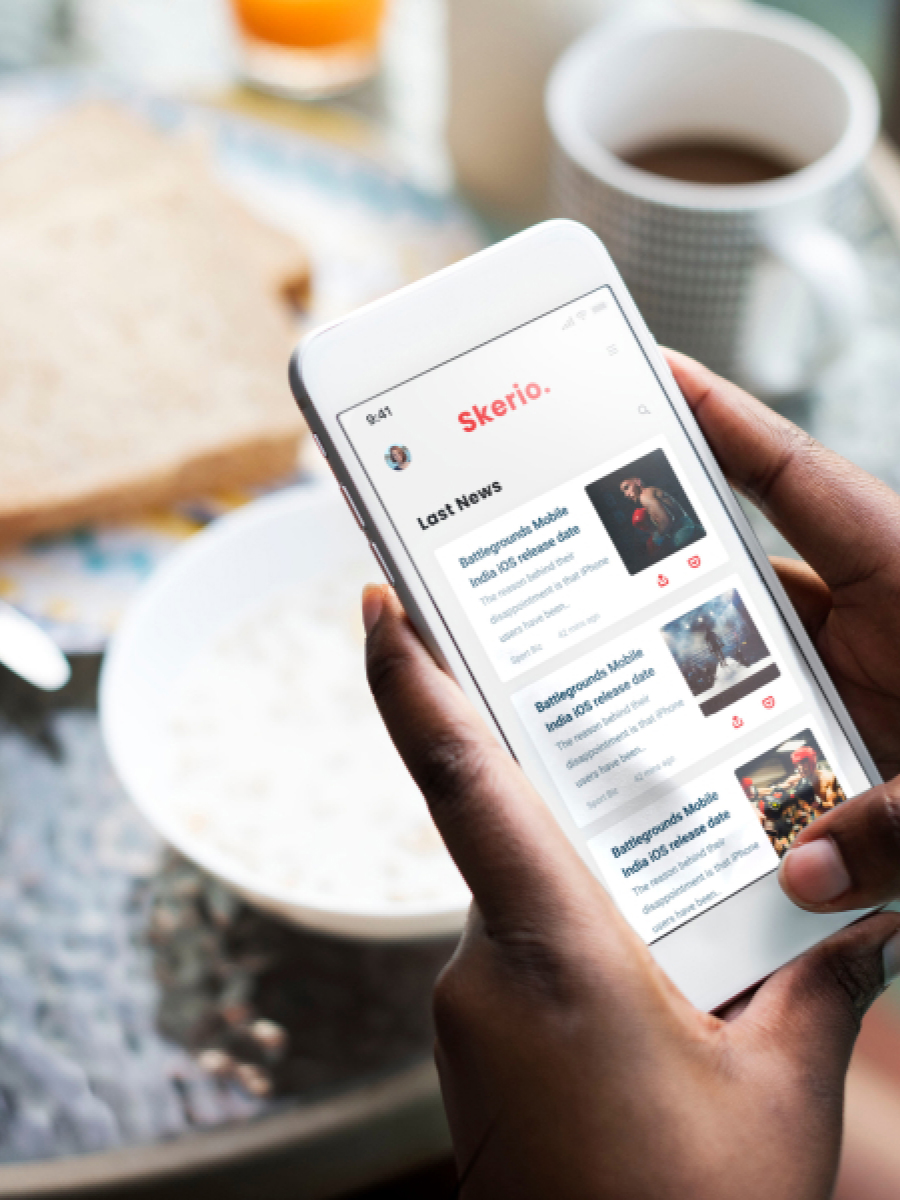 9:41
Skerio.
Last News
Battlegrounds Mobile
India iOS release date
The reason behind their
disappointment is that iPhone
users have been..
Sport Biz 42 mins ago
Battlegrounds Mobile
India iOS release date
The reason behind their
disappointment is that iPhone
users have been..
Sport Biz 42 mins ago
Battlegrounds Mobile
India iOS release date
The reason behind their
disappointment is that iPhone
users have been..